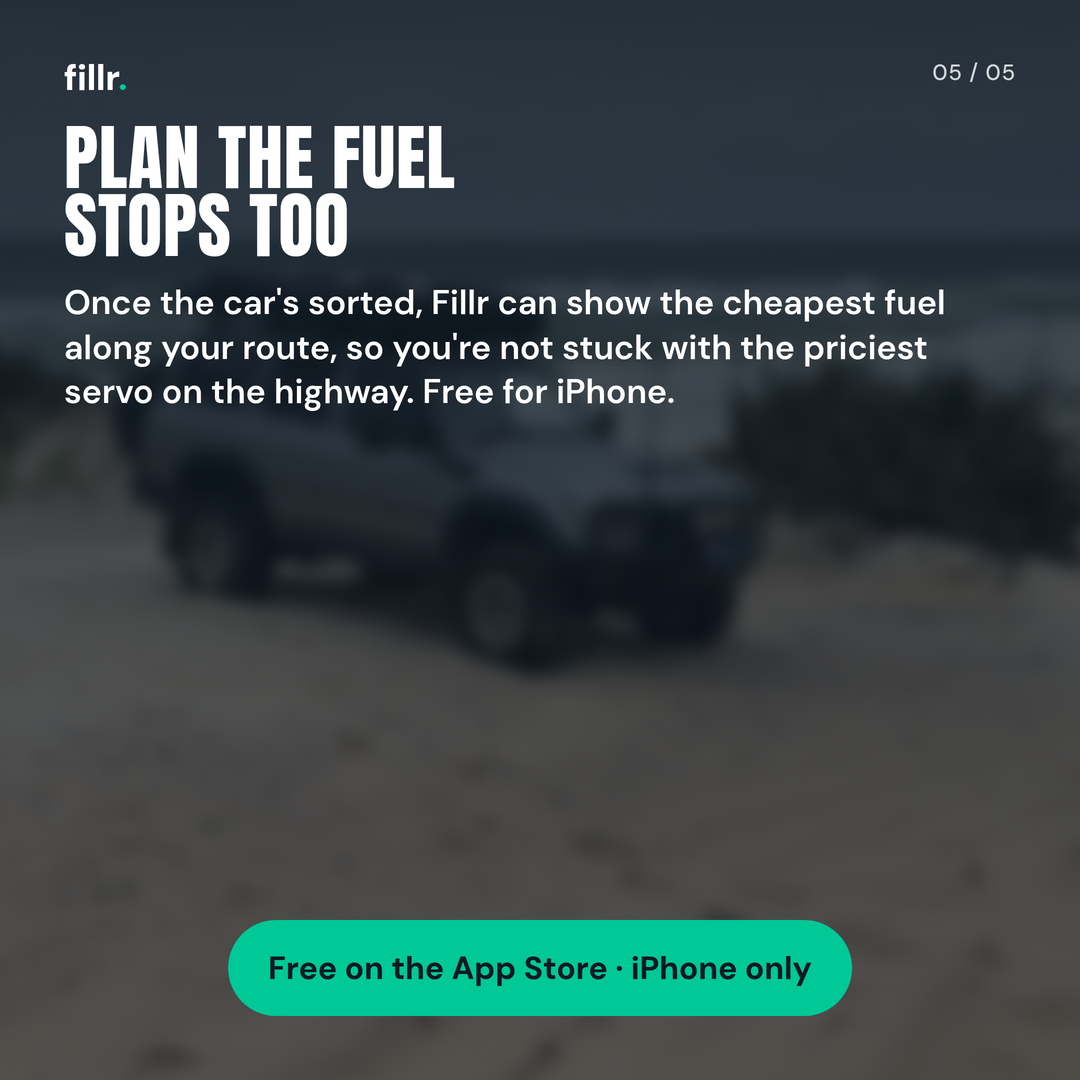 fillr.
05 / 05
PLAN THE FUEL
STOPS TOO
Once the car's sorted, Fillr can show the cheapest fuel
along your route, so you're not stuck with the priciest
servo on the highway. Free for iPhone.
Free on the App Store · iPhone only